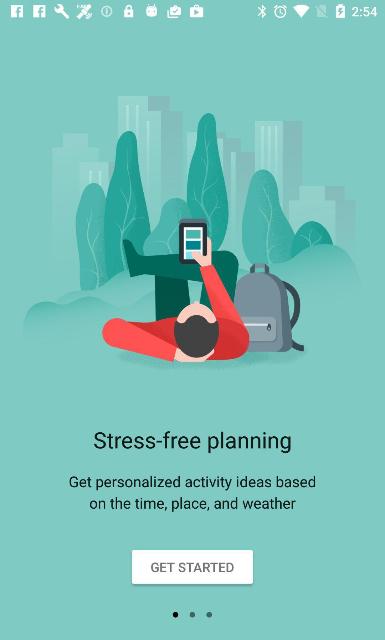 2:54
Stress-free planning
Get personalized activity ideas based
on the time, place, and weather
GET STARTED